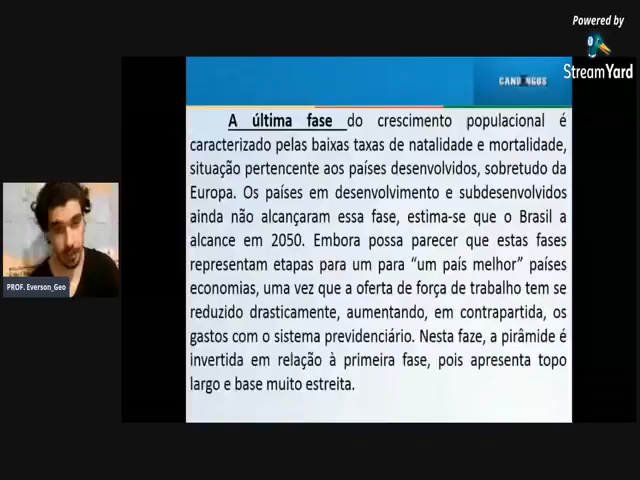 Powered by
StreamYard
CANDANGOS
A última fase do crescimento populacional é
caracterizado pelas baixas taxas de natalidade e mortalidade,
situação pertencente aos países desenvolvidos, sobretudo da
Europa. Os países em desenvolvimento e subdesenvolvidos
ainda não alcançaram essa fase, estima-se que o Brasil a
alcance em 2050. Embora possa parecer que estas fases
representam etapas para um para “um país melhor” países
economias, uma vez que a oferta de força de trabalho tem se
reduzido drasticamente, aumentando, em contrapartida, os
gastos com o sistema previdenciário. Nesta faze, a pirâmide é
invertida em relação à primeira fase, pois apresenta topo
largo e base muito estreita.
PROF. Everson_Geo